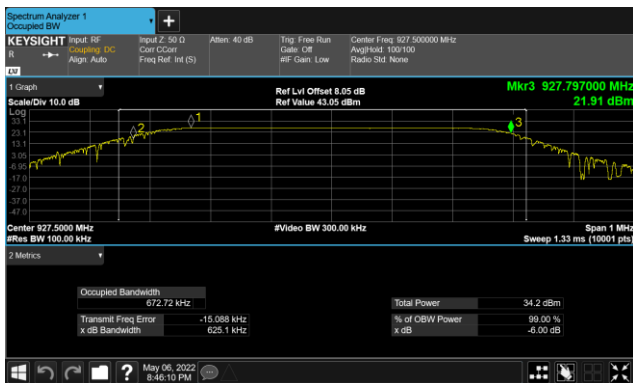 Spectrum Analyzer 1
Occupied BW
KEYSIGHT Input: RF Input Z: 50 Ω Atten: 40 dB Trig: Free Run Center Freq: 927.500000 MHz
R Coupling: DC Corr CCorr Gate: Off Avg|Hold: 100/100
Align: Auto Freq Ref: Int (S) #IF Gain: Low Radio Std: None
LXI
1 Graph Ref Lvl Offset 8.05 dB Mkr3 927.797000 MHz
Scale/Div 10.0 dB Ref Value 43.05 dBm 21.91 dBm
Log
33.1
23.1
13.1
3.05
-6.95
-17.0
-27.0
-37.0
-47.0
2
1
3
Center 927.5000 MHz #Video BW 300.00 kHz Span 1 MHz
#Res BW 100.00 kHz Sweep 1.33 ms (10001 pts)
2 Metrics
Occupied Bandwidth
672.72 kHz Total Power 34.2 dBm
Transmit Freq Error -15.088 kHz % of OBW Power 99.00 %
x dB Bandwidth 625.1 kHz x dB -6.00 dB
May 06, 2022
8:46:10 PM